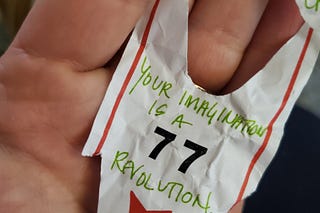 YOUR IMAGINATION
IS A
77
REVOLUTION